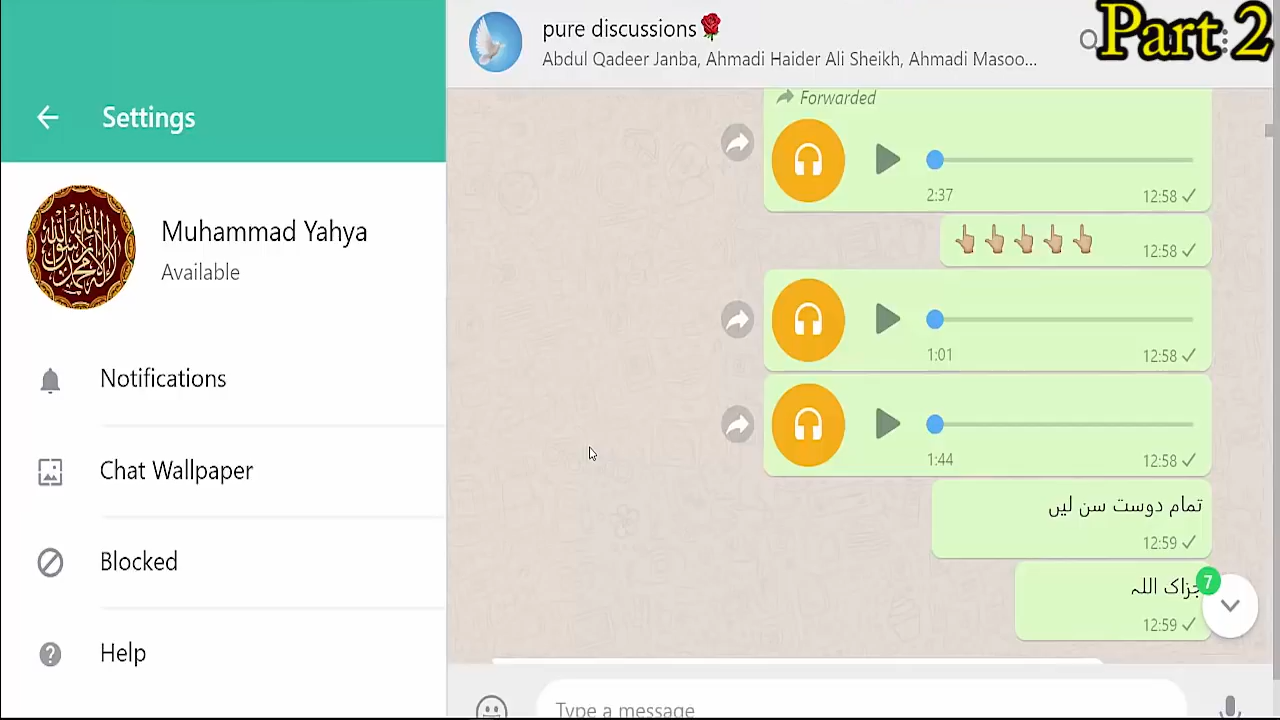 Part 2
Settings
Muhammad Yahya
Available
Notifications
Chat Wallpaper
Blocked
Help
pure discussions🌹
Abdul Qadeer Janba, Ahmadi Haider Ali Sheikh, Ahmadi Masoo...
Forwarded
2:37 12:58
👆🏼👆🏼👆🏼👆🏼👆🏼 12:58
1:01 12:58
1:44 12:58
تمام دوست سن لیں
12:59
جزاک اللہ
12:59
7
Type a message